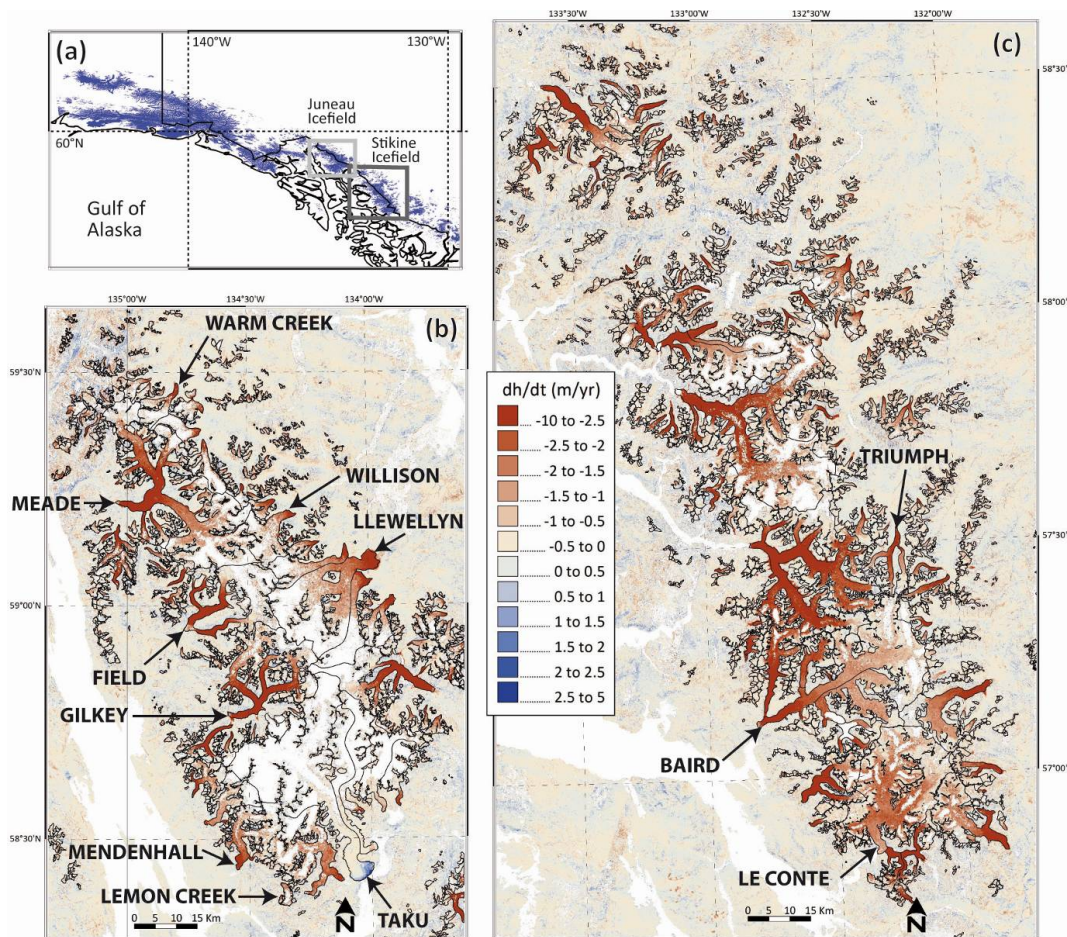 (a)
140°W
130°W
60°N
Juneau
Icefield
Stikine
Icefield
Gulf of
Alaska
(b)
135°00'W
134°30'W
134°00'W
59°30'N
59°00'N
58°30'N
WARM CREEK
MEADE
WILLISON
LLEWELLYN
FIELD
GILKEY
MENDENHALL
LEMON CREEK
TAKU
0 5 10 15 Km
N
dh/dt (m/yr)
-10 to -2.5
-2.5 to -2
-2 to -1.5
-1.5 to -1
-1 to -0.5
-0.5 to 0
0 to 0.5
0.5 to 1
1 to 1.5
1.5 to 2
2 to 2.5
2.5 to 5
(c)
133°30'W
133°00'W
132°30'W
132°00'W
58°30'N
58°00'N
57°30'N
57°00'N
TRIUMPH
BAIRD
LE CONTE
0 5 10 15 Km
N